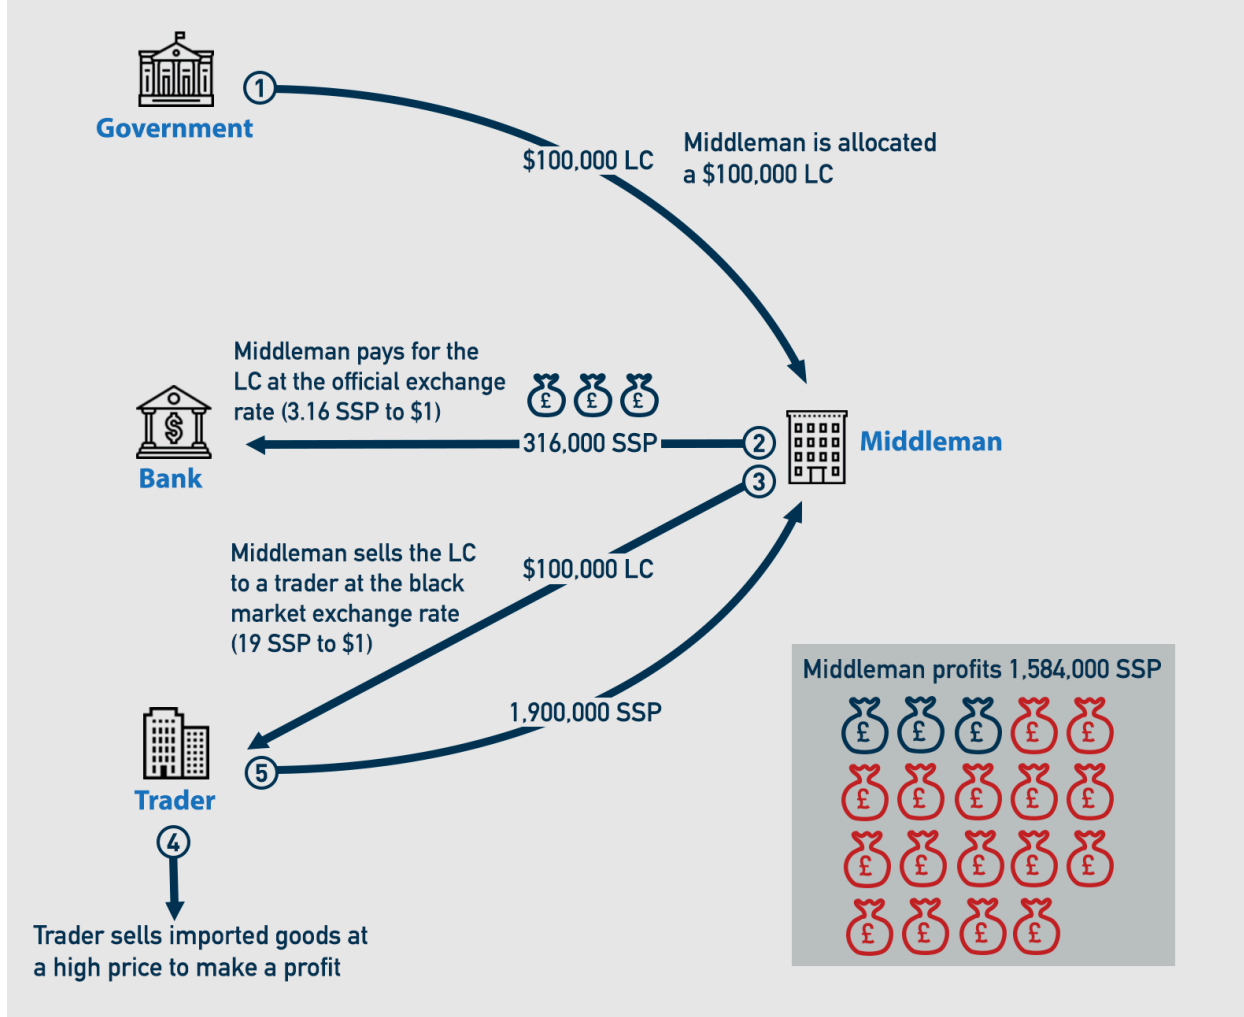 Government
1
$100,000 LC
Middleman is allocated
a $100,000 LC
Middleman pays for the
LC at the official exchange
rate (3.16 SSP to $1)
£ £ £
316,000 SSP
2
$
Bank
Middleman
3
Middleman sells the LC
to a trader at the black
market exchange rate
(19 SSP to $1)
$100,000 LC
1,900,000 SSP
5
Trader
4
Trader sells imported goods at
a high price to make a profit
Middleman profits 1,584,000 SSP
£ £ £ £ £
£ £ £ £ £
£ £ £ £ £
£ £ £ £